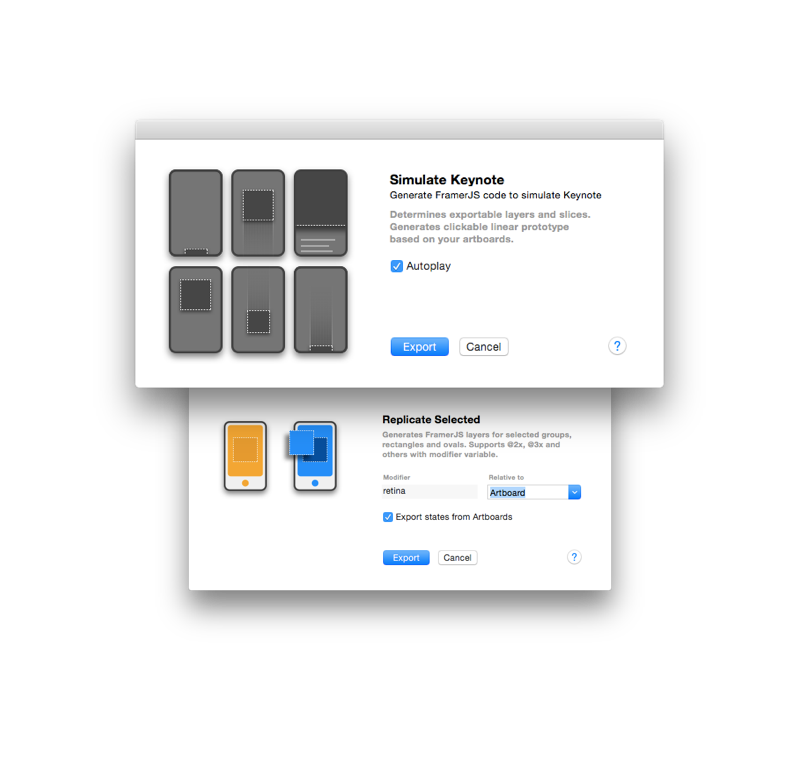 Simulate Keynote
Generate FramerJS code to simulate Keynote
Determines exportable layers and slices.
Generates clickable linear prototype
based on your artboards.
Autoplay
Export Cancel ?
Replicate Selected
Generates FramerJS layers for selected groups,
rectangles and ovals. Supports @2x, @3x and
others with modifier variable.
Modifier Relative to
retina Artboard
Export states from Artboards
Export Cancel ?